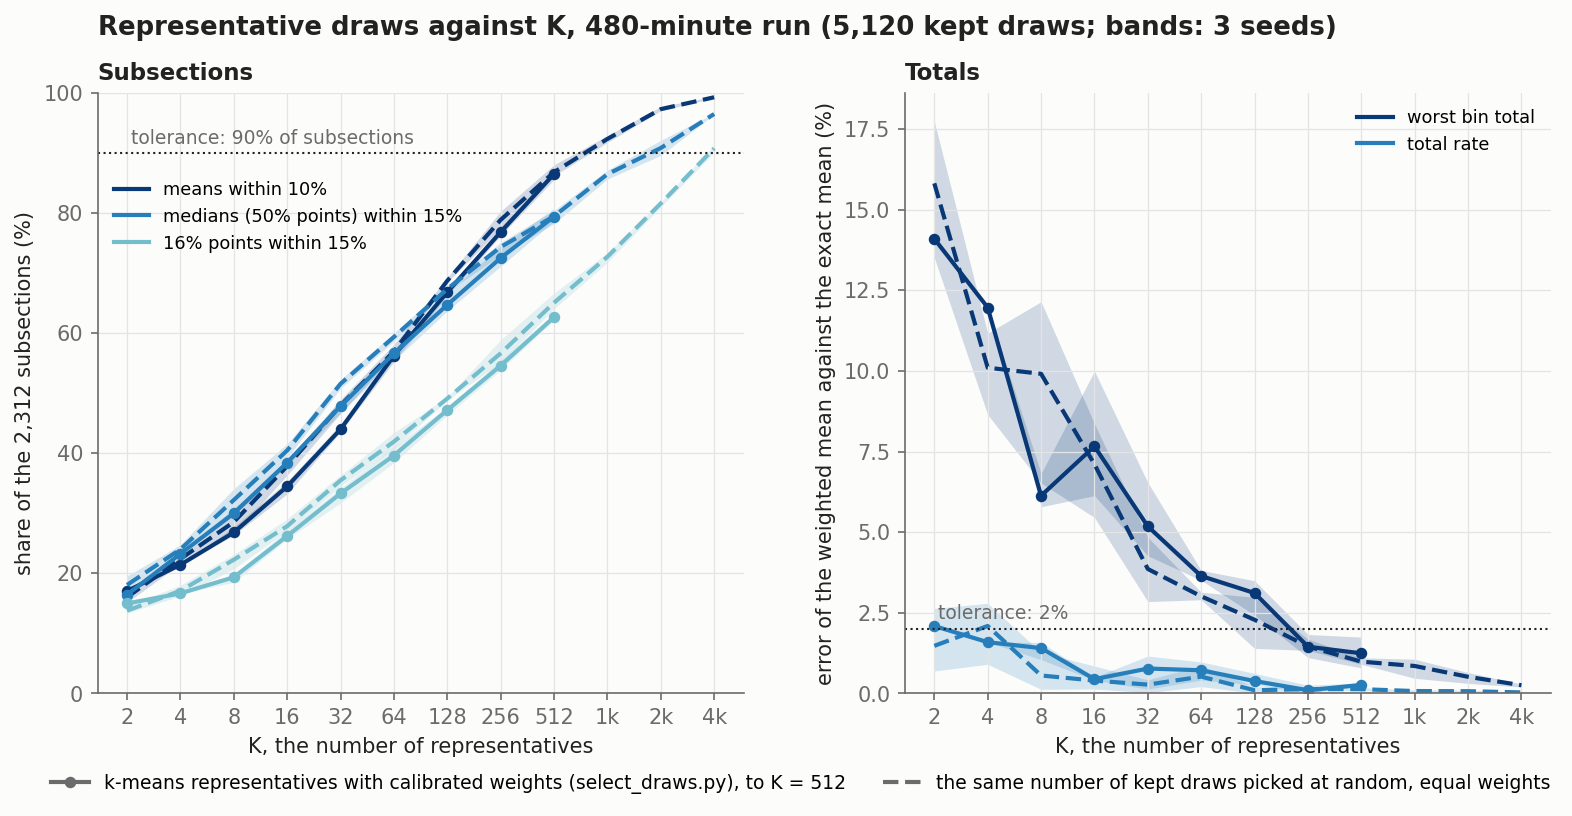 Representative draws against K, 480-minute run (5,120 kept draws; bands: 3 seeds)
Subsections
share of the 2,312 subsections (%)
100
80
60
40
20
0
tolerance: 90% of subsections
means within 10%
medians (50% points) within 15%
16% points within 15%
2 4 8 16 32 64 128 256 512 1k 2k 4k
K, the number of representatives
Totals
error of the weighted mean against the exact mean (%)
17.5
15.0
12.5
10.0
7.5
5.0
2.5
0.0
worst bin total
total rate
tolerance: 2%
2 4 8 16 32 64 128 256 512 1k 2k 4k
K, the number of representatives
k-means representatives with calibrated weights (select_draws.py), to K = 512
the same number of kept draws picked at random, equal weights